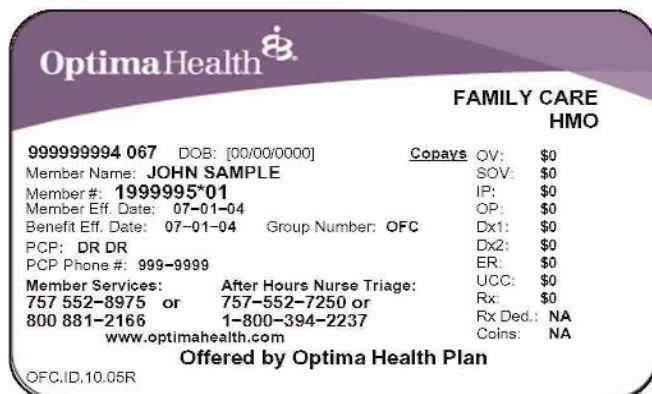 OptimaHealth
FAMILY CARE
HMO
999999994 067 DOB: [00/00/0000] Copays OV: $0
Member Name: JOHN SAMPLE SOV: $0
Member #: 1999995*01 IP: $0
Member Eff. Date: 07-01-04 OP: $0
Benefit Eff. Date: 07-01-04 Group Number: OFC Dx1: $0
PCP: DR DR Dx2: $0
PCP Phone #: 999-9999 ER: $0
Member Services: After Hours Nurse Triage: UCC: $0
757 552-8975 or 757-552-7250 or Rx: $0
800 881-2166 1-800-394-2237 Rx Ded.: NA
www.optimahealth.com Coins: NA
Offered by Optima Health Plan
OFC.ID.10.05R